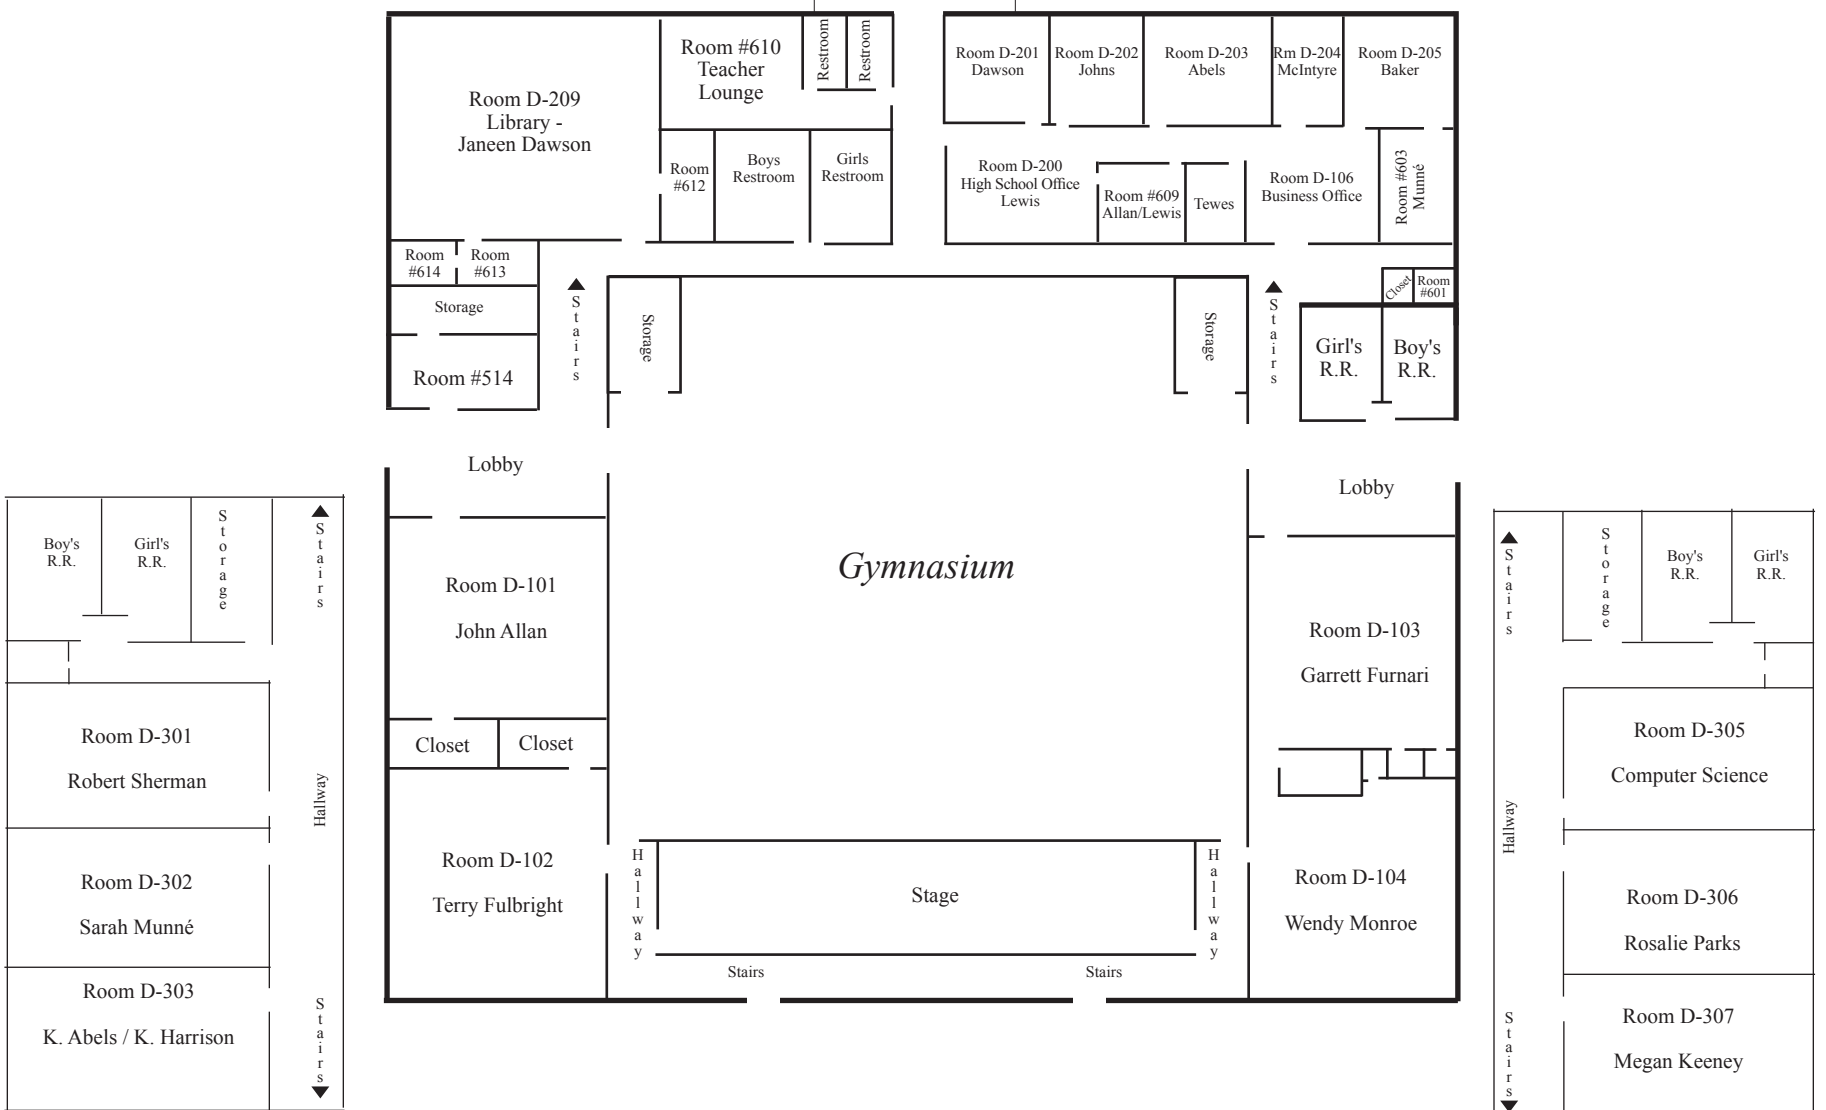 Room D-209
Library -
Janeen Dawson
Room #610
Teacher
Lounge
Restroom
Restroom
Room
#612
Boys
Restroom
Girls
Restroom
Room D-201
Dawson
Room D-202
Johns
Room D-203
Abels
Rm D-204
McIntyre
Room D-205
Baker
Room D-200
High School Office
Lewis
Room #609
Allan/Lewis
Tewes
Room D-106
Business Office
Room #603
Munné
Room
#614
Room
#613
Storage
Room #514
Stairs
Storage
Storage
Stairs
Closet
Room
#601
Girl's
R.R.
Boy's
R.R.
Lobby
Lobby
Boy's
R.R.
Girl's
R.R.
Storage
Stairs
Room D-301
Robert Sherman
Hallway
Room D-302
Sarah Munné
Room D-303
K. Abels / K. Harrison
Stairs
Room D-101
John Allan
Closet
Closet
Room D-102
Terry Fulbright
Gymnasium
Hallway
Stage
Hallway
Stairs
Stairs
Room D-103
Garrett Furnari
Room D-104
Wendy Monroe
Stairs
Storage
Boy's
R.R.
Girl's
R.R.
Room D-305
Computer Science
Hallway
Room D-306
Rosalie Parks
Room D-307
Megan Keeney
Stairs